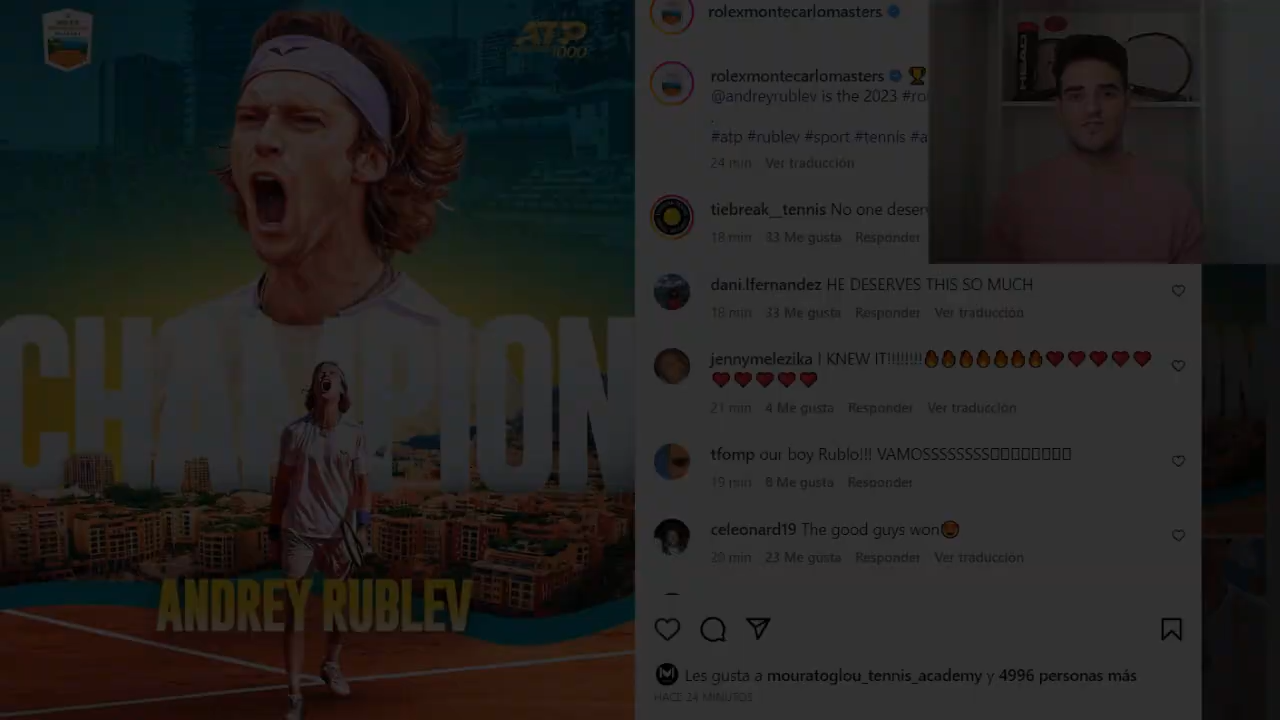 ATP
1000
CHAMPION
ANDREY RUBLEV
rolexmontecarlomasters
rolexmontecarlomasters
@andreyrublev is the 2023
.
#atp #rublev #sport #tennis
24 min Ver traducción
tiebreak__tennis No one
18 min 33 Me gusta Responder
dani.lfernandez HE DESERVES THIS SO MUCH
18 min 33 Me gusta Responder Ver traducción
jennymelezika I KNEW IT!!!!!!!!🔥🔥🔥🔥🔥🔥🔥❤️❤️❤️❤️❤️
❤️❤️❤️❤️❤️
21 min 4 Me gusta Responder Ver traducción
tfomp our boy Rublo!!! VAMOSSSSSSSS
19 min 8 Me gusta Responder
celeonard19 The good guys won
20 min 23 Me gusta Responder Ver traducción
Les gusta a mouratoglou_tennis_academy y 4996 personas más
HACE 24 MINUTOS
HEAD